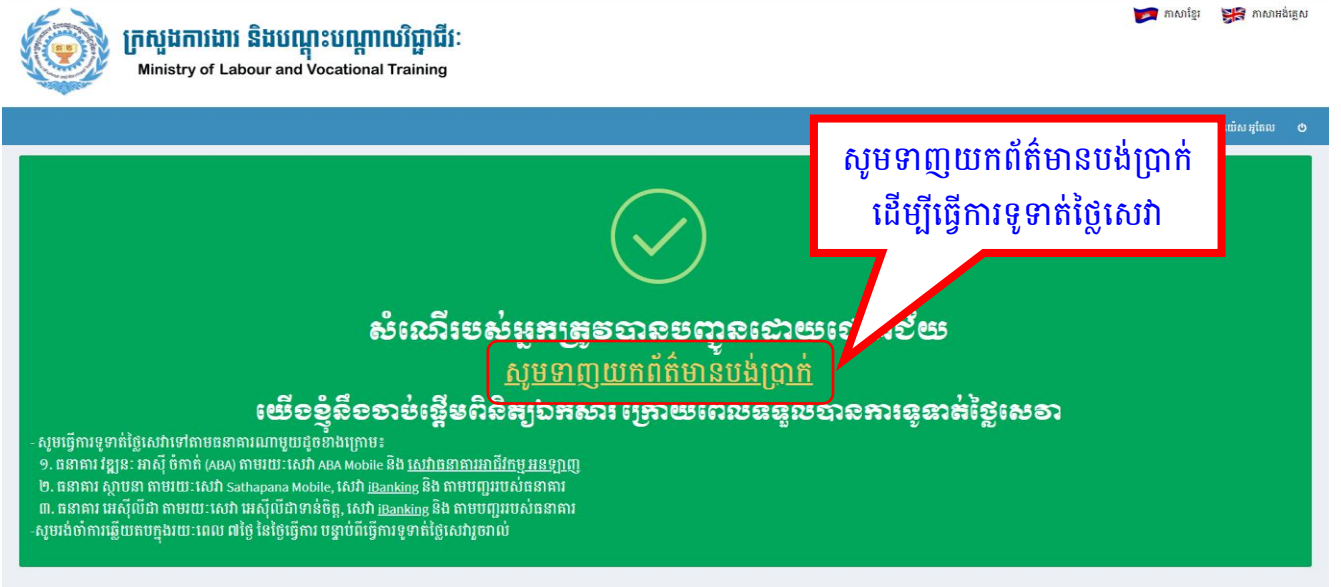 ភាសាខ្មែរ ភាសាអង់គ្លេស
ក្រសួងការងារ និងបណ្តុះបណ្តាលវិជ្ជាជីវៈ
Ministry of Labour and Vocational Training
អូតែល
សូមទាញយកព័ត៌មានបង់ប្រាក់
ដើម្បីធ្វើការទូទាត់ថ្លៃសេវា
សំណើរបស់អ្នកត្រូវបានបញ្ជូនដោយជោគជ័យ
សូមទាញយកព័ត៌មានបង់ប្រាក់
យើងខ្ញុំនឹងចាប់ផ្តើមពិនិត្យឯកសារ ក្រោយពេលទទួលបានការទូទាត់ថ្លៃសេវា
- សូមធ្វើការទូទាត់ថ្លៃសេវាទៅតាមធនាគារណាមួយដូចខាងក្រោម៖
១. ធនាគារ វឌ្ឍនៈ អាស៊ី ចំកាត់ (ABA) តាមរយៈសេវា ABA Mobile និង សេវាធនាគារអាជីវកម្មអនឡាញ
២. ធនាគារ ស្ថាបនា តាមរយៈសេវា Sathapana Mobile, សេវា iBanking និង តាមបញ្ជររបស់ធនាគារ
៣. ធនាគារ អេស៊ីលីដា តាមរយៈសេវា អេស៊ីលីដាទាន់ចិត្ត, សេវា iBanking និង តាមបញ្ជររបស់ធនាគារ
-សូមរង់ចាំការឆ្លើយតបក្នុងរយៈពេល ៧ថ្ងៃ នៃថ្ងៃធ្វើការ បន្ទាប់ពីធ្វើការទូទាត់ថ្លៃសេវារួចរាល់